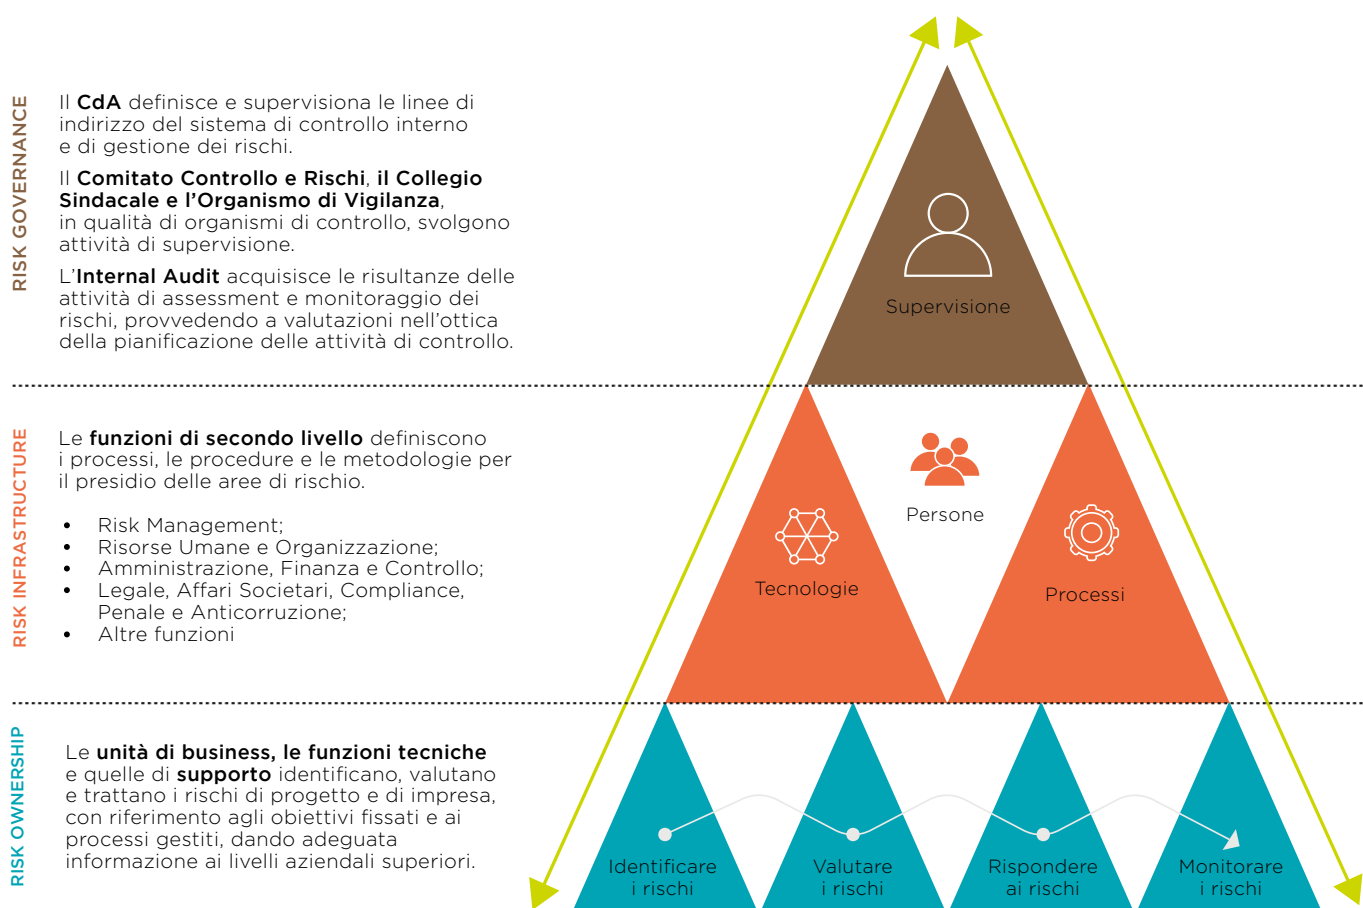 RISK GOVERNANCE
Il CdA definisce e supervisiona le linee di
indirizzo del sistema di controllo interno
e di gestione dei rischi.
Il Comitato Controllo e Rischi, il Collegio
Sindacale e l’Organismo di Vigilanza,
in qualità di organismi di controllo, svolgono
attività di supervisione.
L’Internal Audit acquisisce le risultanze delle
attività di assessment e monitoraggio dei
rischi, provvedendo a valutazioni nell’ottica
della pianificazione delle attività di controllo.
Supervisione
RISK INFRASTRUCTURE
Le funzioni di secondo livello definiscono
i processi, le procedure e le metodologie per
il presidio delle aree di rischio.
• Risk Management;
• Risorse Umane e Organizzazione;
• Amministrazione, Finanza e Controllo;
• Legale, Affari Societari, Compliance,
Penale e Anticorruzione;
• Altre funzioni
Tecnologie
Persone
Processi
RISK OWNERSHIP
Le unità di business, le funzioni tecniche
e quelle di supporto identificano, valutano
e trattano i rischi di progetto e di impresa,
con riferimento agli obiettivi fissati e ai
processi gestiti, dando adeguata
informazione ai livelli aziendali superiori.
Identificare
i rischi
Valutare
i rischi
Rispondere
ai rischi
Monitorare
i rischi